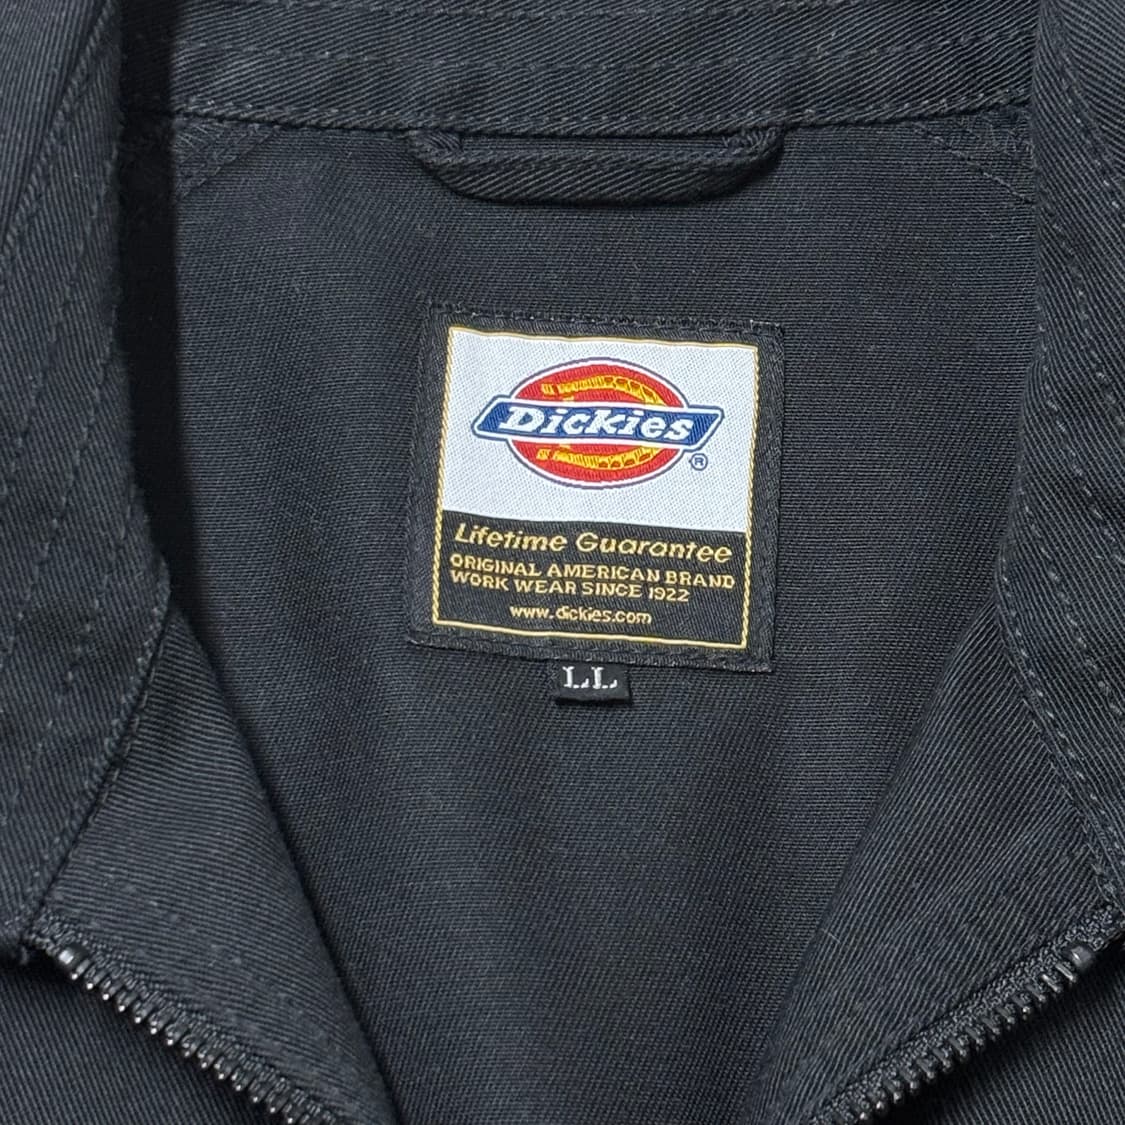 Dickies®
Lifetime Guarantee
ORIGINAL AMERICAN BRAND
WORK WEAR SINCE 1922
www.dickies.com
LL